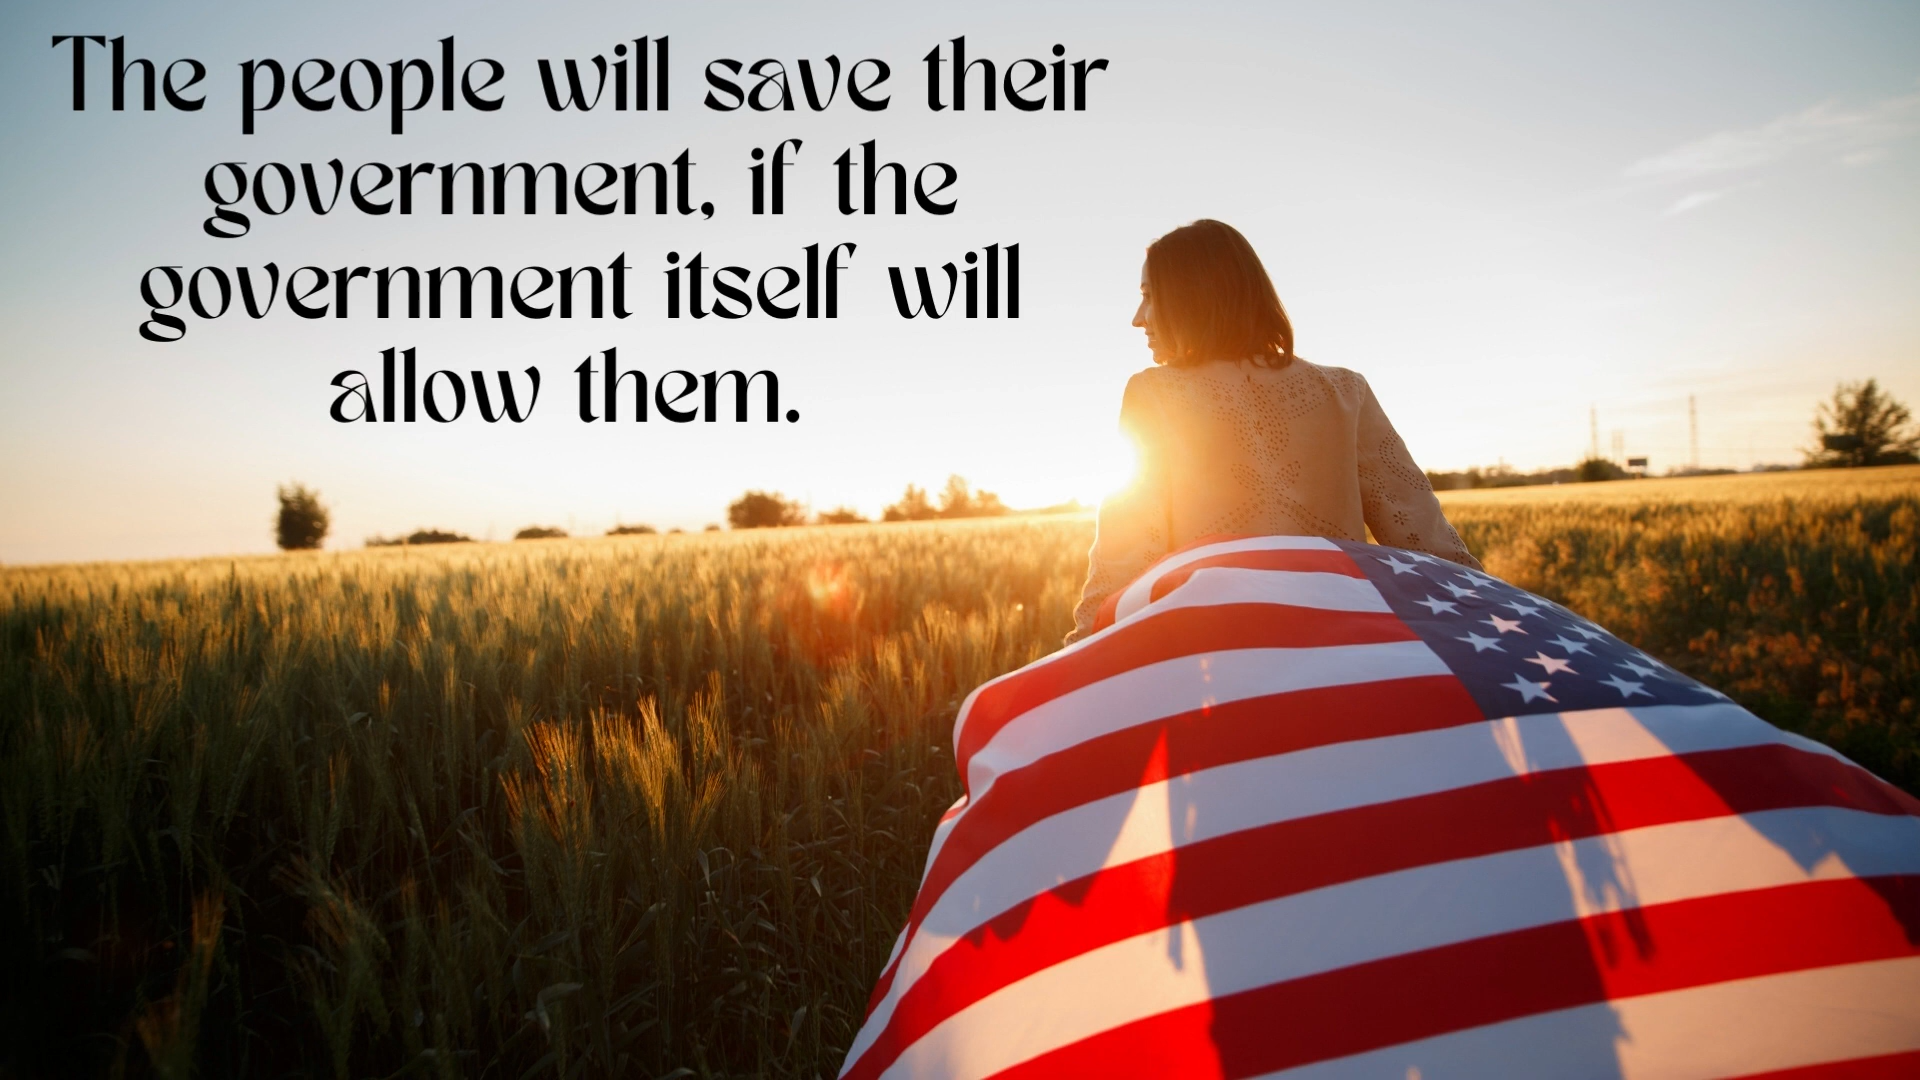 The people will save their
government, if the
government itself will
allow them.